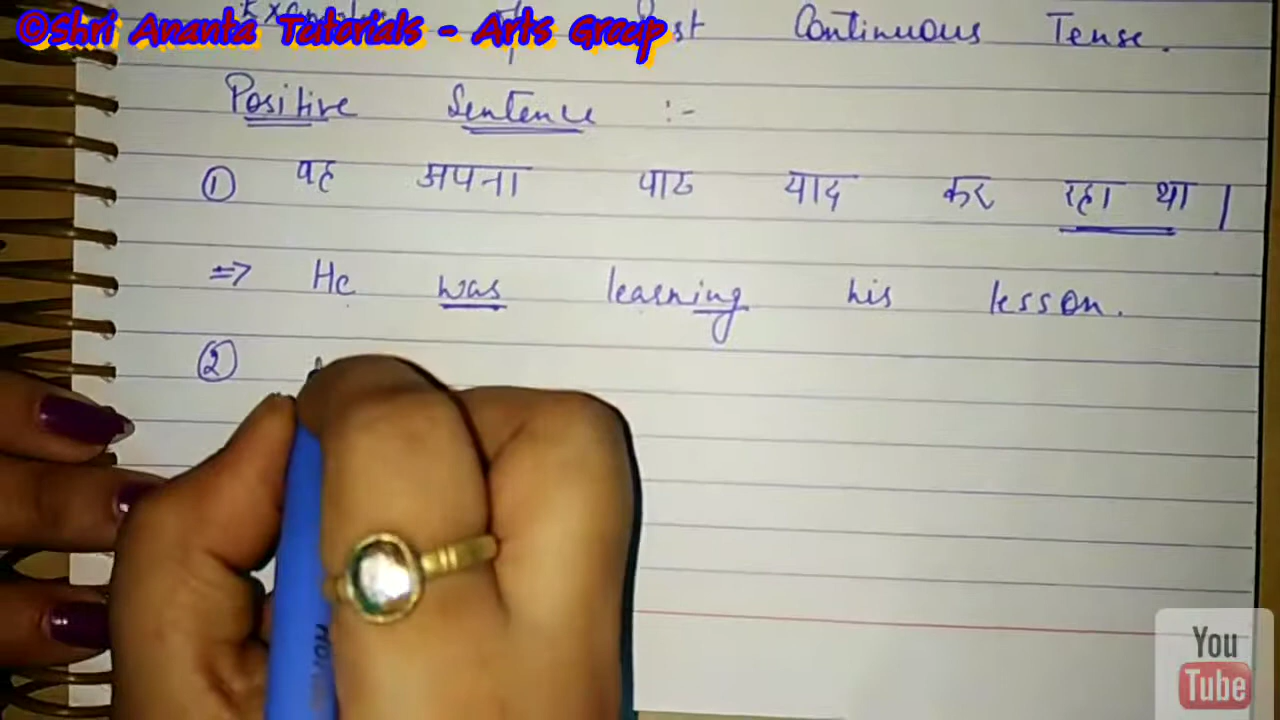 ©Shri Ananta Tutorials - Arts Group
Continuous Tense.
Positive Sentence :-
① वह अपना पाठ याद कर रहा था |
=> He was learning his lesson.
②
You
Tube